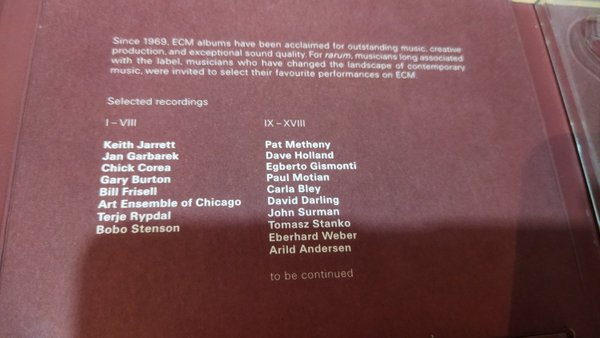 Since 1969, ECM albums have been acclaimed for outstanding music, creative
production, and exceptional sound quality. For rarum, musicians long associated
with the label, musicians who have changed the landscape of contemporary
music, were invited to select their favourite performances on ECM.
Selected recordings
I – VIII
Keith Jarrett
Jan Garbarek
Chick Corea
Gary Burton
Bill Frisell
Art Ensemble of Chicago
Terje Rypdal
Bobo Stenson
IX – XVIII
Pat Metheny
Dave Holland
Egberto Gismonti
Paul Motian
Carla Bley
David Darling
John Surman
Tomasz Stanko
Eberhard Weber
Arild Andersen
to be continued